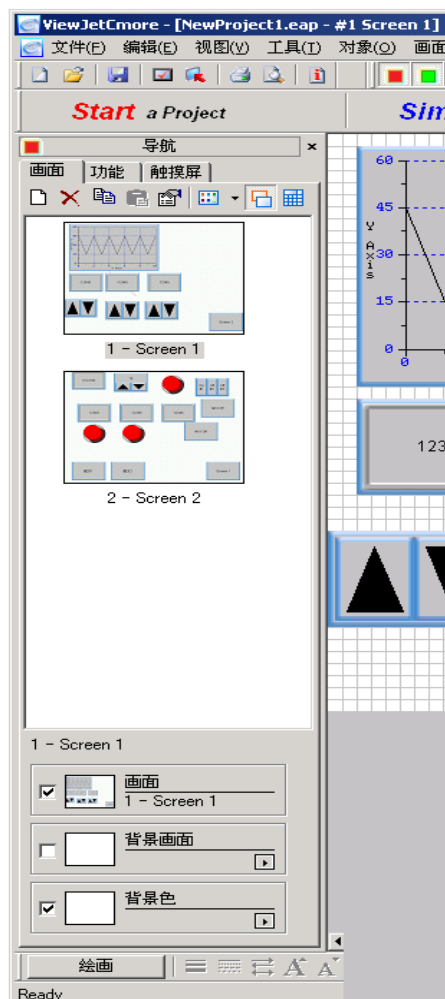 ViewJetCmore - [NewProject1.eap - #1 Screen 1]
文件(F) 编辑(E) 视图(V) 工具(T) 对象(O) 画面
Start a Project
导航
画面 功能 触摸屏
1 - Screen 1
2 - Screen 2
1 - Screen 1
画面
1 - Screen 1
背景画面
背景色
绘画
Ready
60
45
30
15
0
0
Y Axis
123